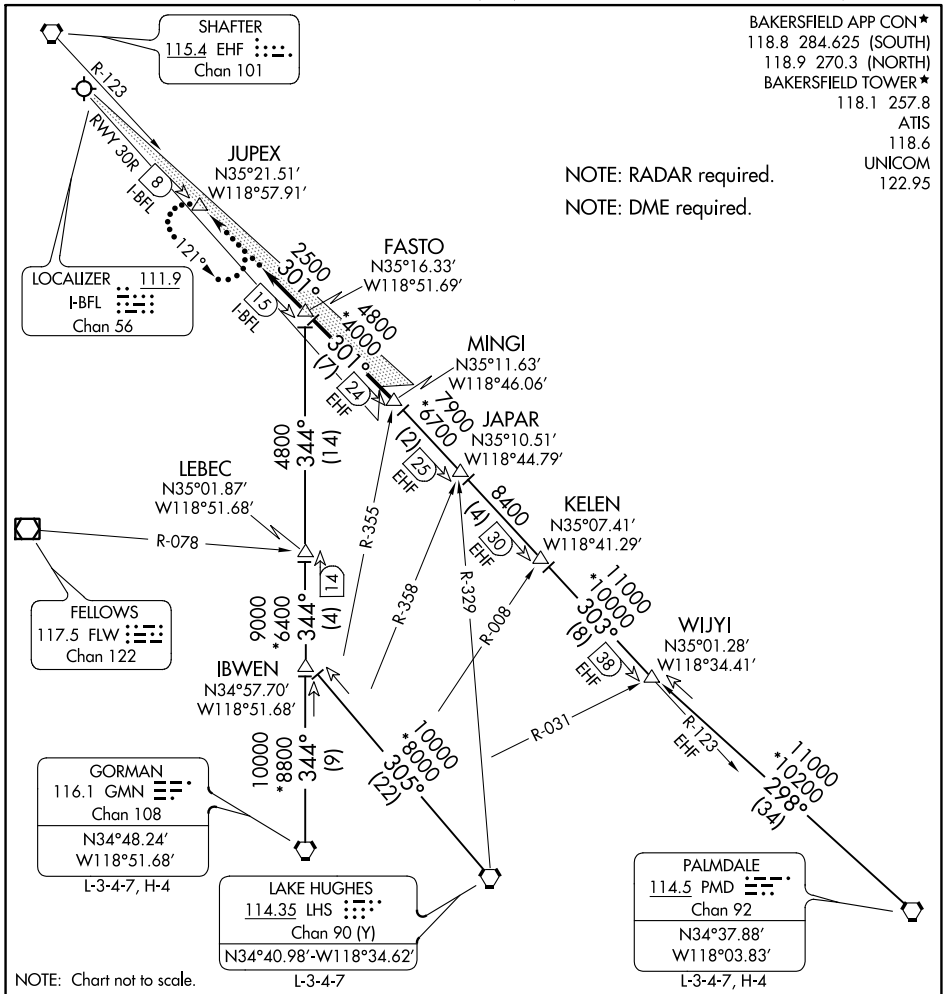 SHAFTER
115.4 EHF
Chan 101
BAKERSFIELD APP CON★
118.8 284.625 (SOUTH)
118.9 270.3 (NORTH)
BAKERSFIELD TOWER★
118.1 257.8
ATIS
118.6
UNICOM
122.95
NOTE: RADAR required.
NOTE: DME required.
R-123
RWY 30R
8
I-BFL
JUPEX
N35°21.51'
W118°57.91'
121°
LOCALIZER 111.9
I-BFL
Chan 56
2500
301°
15
I-BFL
FASTO
N35°16.33'
W118°51.69'
4800
*4000
301°
(7)
24
EHF
MINGI
N35°11.63'
W118°46.06'
7900
*6700
(2)
25
EHF
JAPAR
N35°10.51'
W118°44.79'
8400
(4)
30
EHF
KELEN
N35°07.41'
W118°41.29'
11000
*10000
303°
(8)
38
EHF
WIJYI
N35°01.28'
W118°34.41'
R-123
EHF
11000
*10200
298°
(34)
4800
344°
(14)
LEBEC
N35°01.87'
W118°51.68'
R-078
14
FELLOWS
117.5 FLW
Chan 122
9000
*6400
344°
(4)
R-355
R-358
R-329
R-008
R-031
IBWEN
N34°57.70'
W118°51.68'
10000
*8800
344°
(9)
10000
*8000
305°
(22)
GORMAN
116.1 GMN
Chan 108
N34°48.24'
W118°51.68'
L-3-4-7, H-4
LAKE HUGHES
114.35 LHS
Chan 90 (Y)
N34°40.98'-W118°34.62'
L-3-4-7
PALMDALE
114.5 PMD
Chan 92
N34°37.88'
W118°03.83'
L-3-4-7, H-4
NOTE: Chart not to scale.